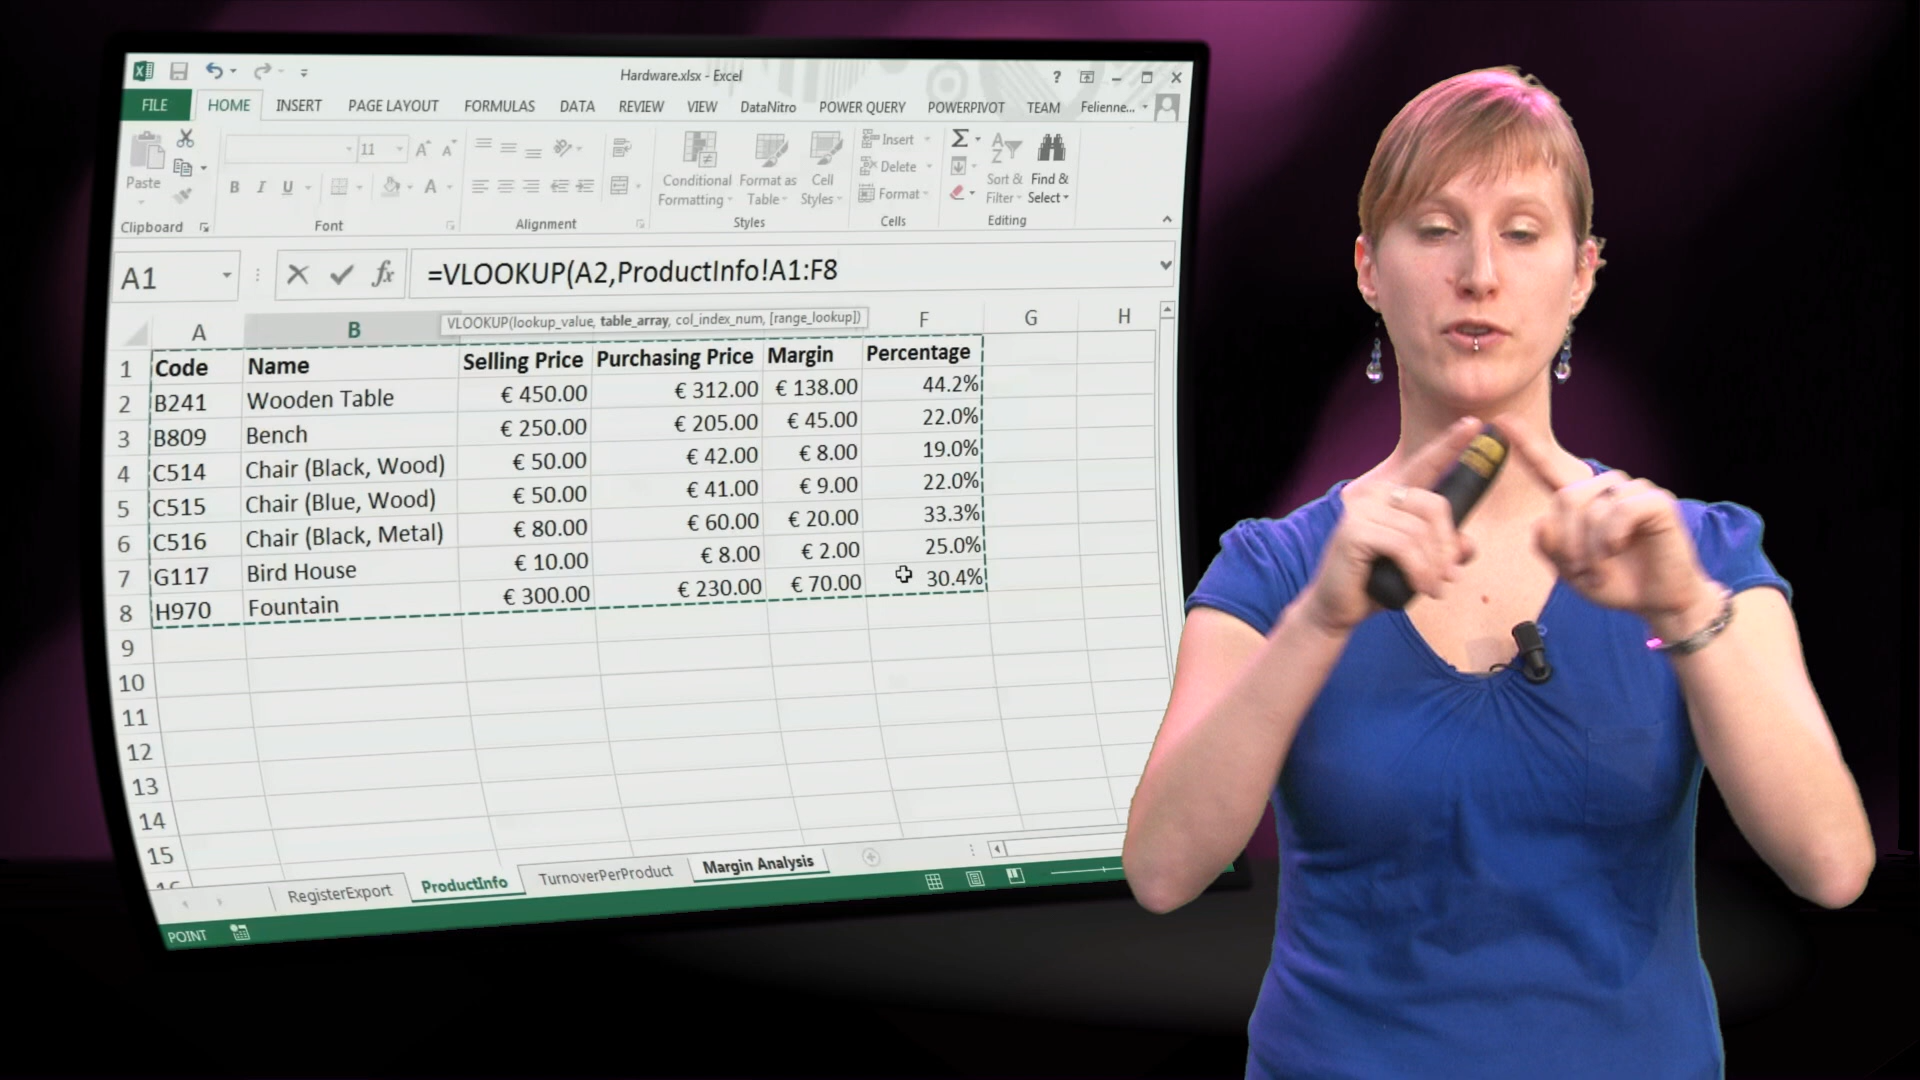 Hardware.xlsx - Excel
FILE HOME INSERT PAGE LAYOUT FORMULAS DATA REVIEW VIEW DataNitro POWER QUERY POWERPIVOT TEAM Felienne...
Paste
11
B I U
Conditional Formatting
Format as Table
Cell Styles
Insert
Delete
Format
Sort & Filter
Find & Select
Clipboard Font Alignment Styles Cells Editing
A1 fx =VLOOKUP(A2,ProductInfo!A1:F8
VLOOKUP(lookup_value, table_array, col_index_num, [range_lookup])
A B F G H
1 Code Name Selling Price Purchasing Price Margin Percentage
2 B241 Wooden Table € 450.00 € 312.00 € 138.00 44.2%
3 B809 Bench € 250.00 € 205.00 € 45.00 22.0%
4 C514 Chair (Black, Wood) € 50.00 € 42.00 € 8.00 19.0%
5 C515 Chair (Blue, Wood) € 50.00 € 41.00 € 9.00 22.0%
6 C516 Chair (Black, Metal) € 80.00 € 60.00 € 20.00 33.3%
7 G117 Bird House € 10.00 € 8.00 € 2.00 25.0%
8 H970 Fountain € 300.00 € 230.00 € 70.00 30.4%
9
10
11
12
13
14
15
RegisterExport ProductInfo TurnoverPerProduct Margin Analysis
POINT